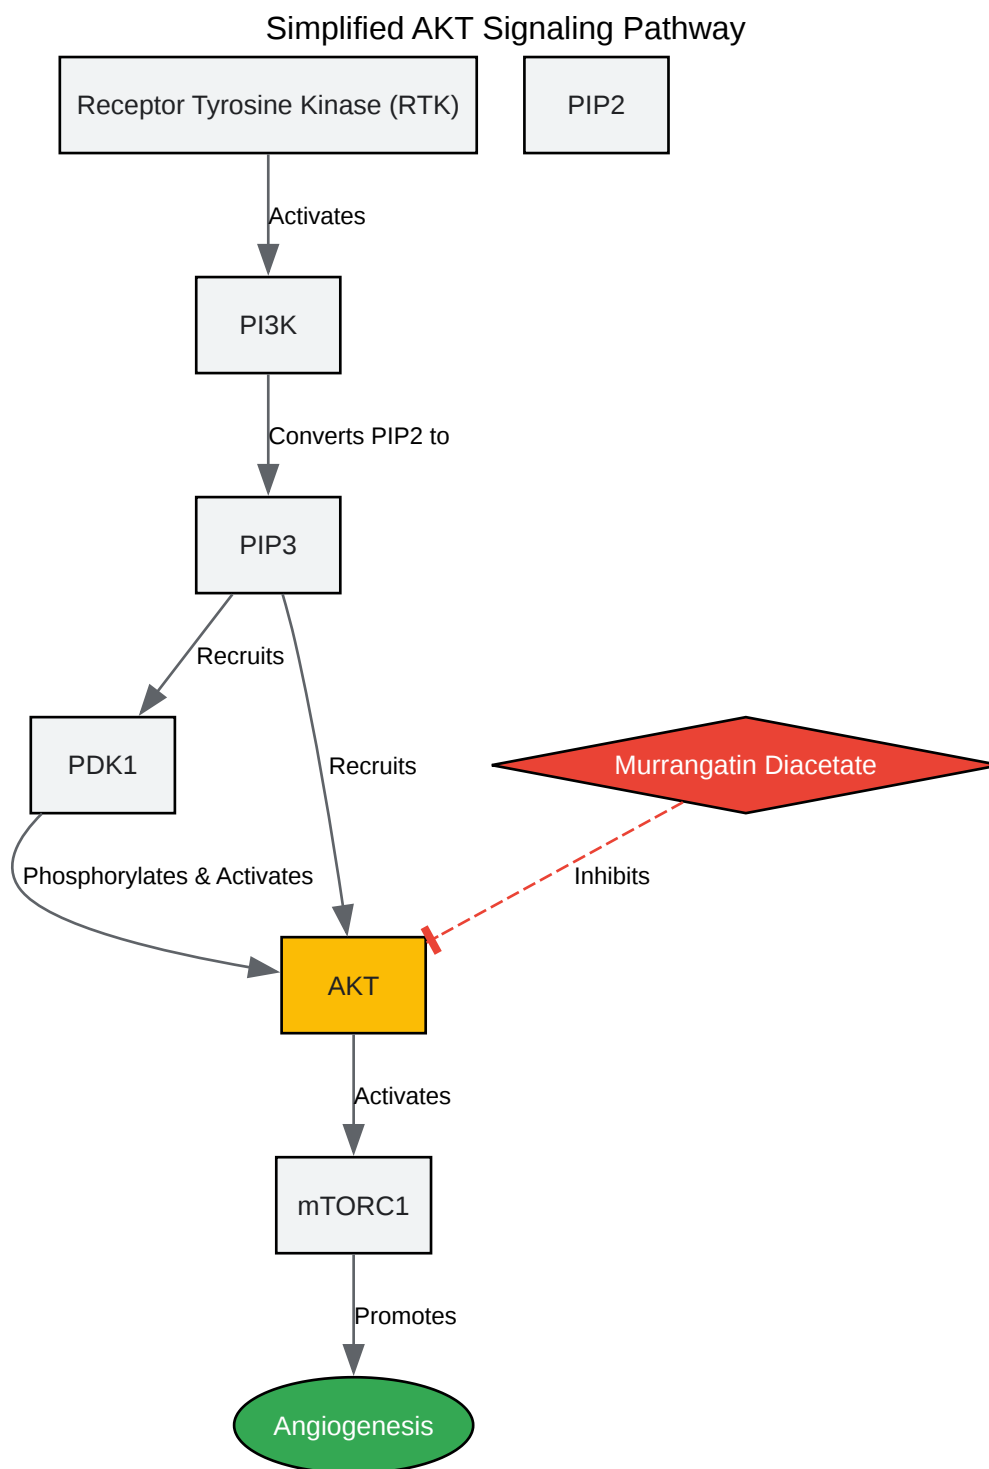 Simplified AKT Signaling Pathway
Receptor Tyrosine Kinase (RTK)
PIP2
Activates
PI3K
Converts PIP2 to
PIP3
Recruits
PDK1
Recruits
Murrangatin Diacetate
Phosphorylates & Activates
Inhibits
AKT
Activates
mTORC1
Promotes
Angiogenesis